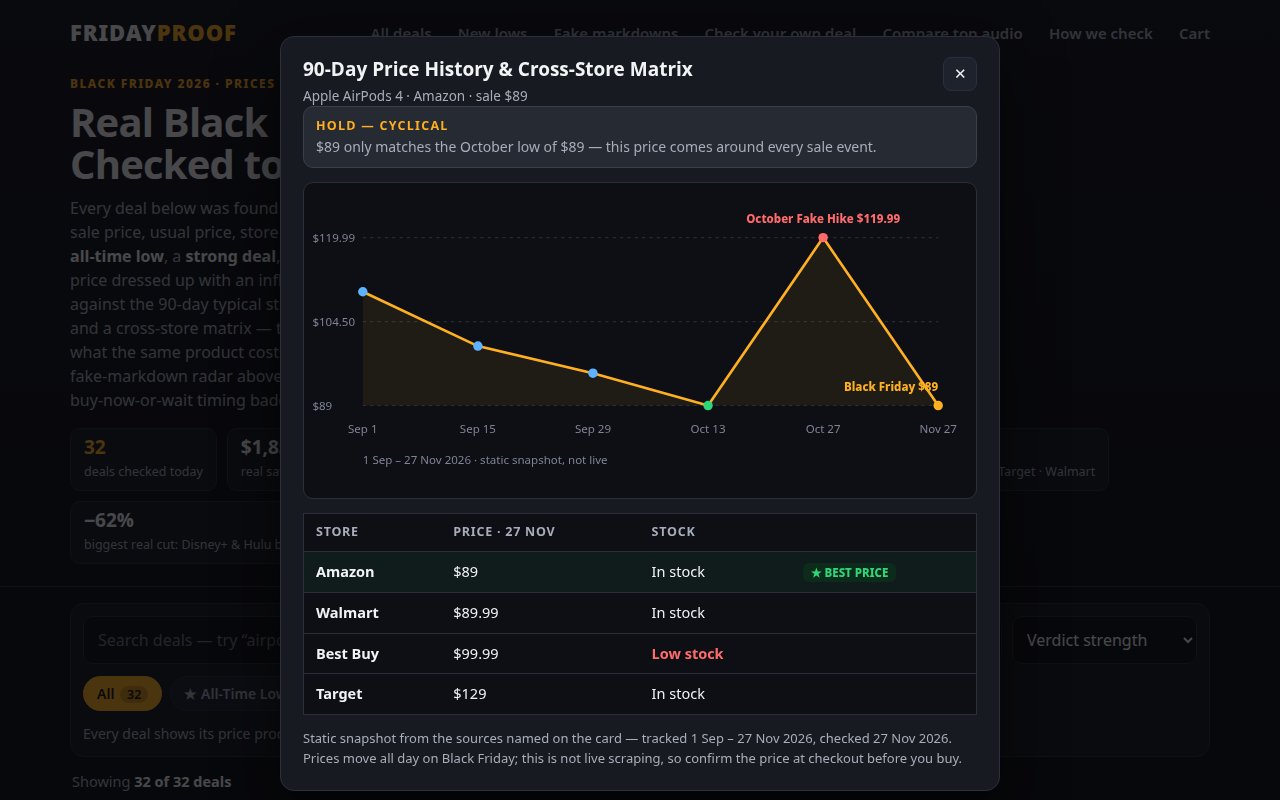 FRIDAYPROOF
All deals New lows Fake markdowns Check your own deal Compare top audio How we check Cart
BLACK FRIDAY 2026 · PRICES
Real Black
Checked to
Every deal below was found
sale price, usual price, store
all-time low, a strong deal,
price dressed up with an
against the 90-day typical
and a cross-store matrix —
what the same product cost
fake-markdown radar above
buy-now-or-wait timing
32
deals checked today
$1,8
real
Target · Walmart
−62%
biggest real cut: Disney+ & Hulu
Search deals — try
Verdict strength
All 32
★ All-Time Low
Every deal shows its price
Showing 32 of 32 deals
90-Day Price History & Cross-Store Matrix
×
Apple AirPods 4 · Amazon · sale $89
HOLD — CYCLICAL
$89 only matches the October low of $89 — this price comes around every sale event.
October Fake Hike $119.99
$119.99
$104.50
Black Friday $89
$89
Sep 1 Sep 15 Sep 29 Oct 13 Oct 27 Nov 27
1 Sep – 27 Nov 2026 · static snapshot, not live
STORE PRICE · 27 NOV STOCK
Amazon $89 In stock ★ BEST PRICE
Walmart $89.99 In stock
Best Buy $99.99 Low stock
Target $129 In stock
Static snapshot from the sources named on the card — tracked 1 Sep – 27 Nov 2026, checked 27 Nov 2026.
Prices move all day on Black Friday; this is not live scraping, so confirm the price at checkout before you buy.